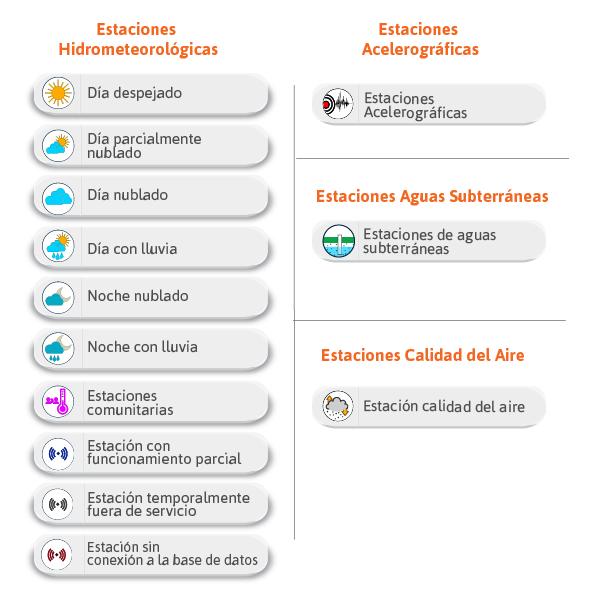 Estaciones
Hidrometeorológicas
Día despejado
Día parcialmente
nublado
Día nublado
Día con lluvia
Noche nublado
Noche con lluvia
Estaciones
comunitarias
Estación con
funcionamiento parcial
Estación temporalmente
fuera de servicio
Estación sin
conexión a la base de datos
Estaciones
Acelerográficas
Estaciones
Acelerográficas
Estaciones Aguas Subterráneas
Estaciones de aguas
subterráneas
Estaciones Calidad del Aire
Estación calidad del aire